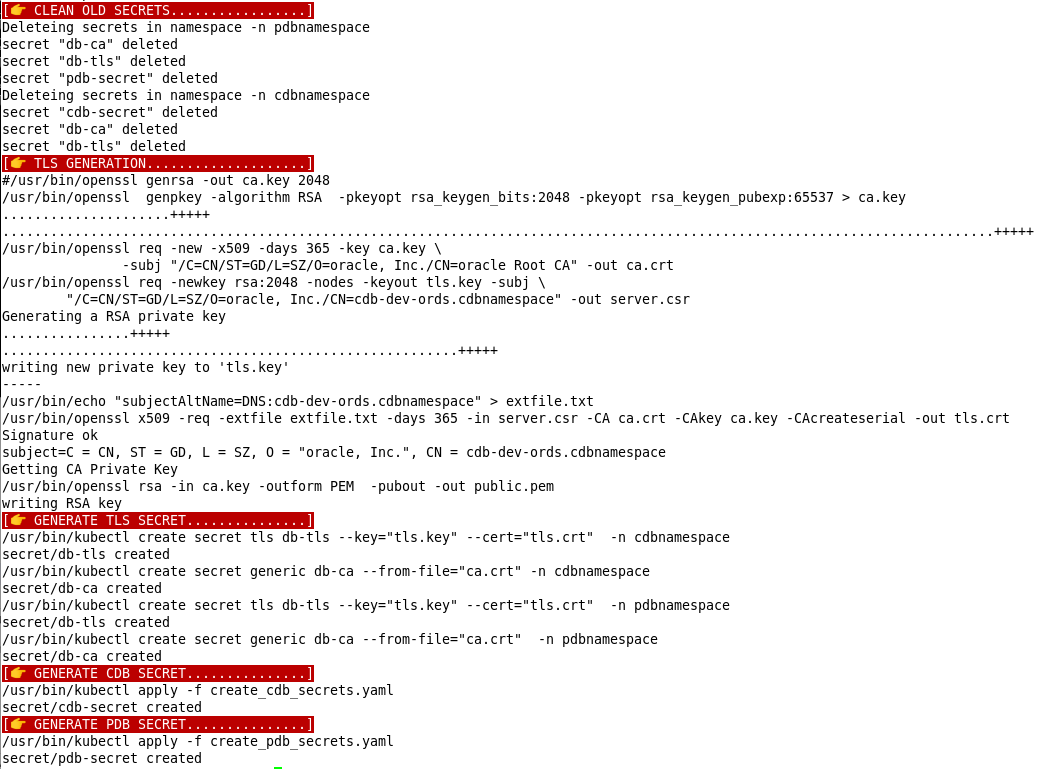 [👉 CLEAN OLD SECRETS.................]
Deleteing secrets in namespace -n pdbnamespace
secret "db-ca" deleted
secret "db-tls" deleted
secret "pdb-secret" deleted
Deleteing secrets in namespace -n cdbnamespace
secret "cdb-secret" deleted
secret "db-ca" deleted
secret "db-tls" deleted
[👉 TLS GENERATION....................]
#/usr/bin/openssl genrsa -out ca.key 2048
/usr/bin/openssl  genpkey -algorithm RSA  -pkeyopt rsa_keygen_bits:2048 -pkeyopt rsa_keygen_pubexp:65537 > ca.key
.....................+++++
............................................................................................................................+++++
/usr/bin/openssl req -new -x509 -days 365 -key ca.key \
               -subj "/C=CN/ST=GD/L=SZ/O=oracle, Inc./CN=oracle Root CA" -out ca.crt
/usr/bin/openssl req -newkey rsa:2048 -nodes -keyout tls.key -subj \
        "/C=CN/ST=GD/L=SZ/O=oracle, Inc./CN=cdb-dev-ords.cdbnamespace" -out server.csr
Generating a RSA private key
................+++++
.........................................................+++++
writing new private key to 'tls.key'
-----
/usr/bin/echo "subjectAltName=DNS:cdb-dev-ords.cdbnamespace" > extfile.txt
/usr/bin/openssl x509 -req -extfile extfile.txt -days 365 -in server.csr -CA ca.crt -CAkey ca.key -CAcreateserial -out tls.crt
Signature ok
subject=C = CN, ST = GD, L = SZ, O = "oracle, Inc.", CN = cdb-dev-ords.cdbnamespace
Getting CA Private Key
/usr/bin/openssl rsa -in ca.key -outform PEM  -pubout -out public.pem
writing RSA key
[👉 GENERATE TLS SECRET...............]
/usr/bin/kubectl create secret tls db-tls --key="tls.key" --cert="tls.crt"  -n cdbnamespace
secret/db-tls created
/usr/bin/kubectl create secret generic db-ca --from-file="ca.crt" -n cdbnamespace
secret/db-ca created
/usr/bin/kubectl create secret tls db-tls --key="tls.key" --cert="tls.crt"  -n pdbnamespace
secret/db-tls created
/usr/bin/kubectl create secret generic db-ca --from-file="ca.crt"  -n pdbnamespace
secret/db-ca created
[👉 GENERATE CDB SECRET...............]
/usr/bin/kubectl apply -f create_cdb_secrets.yaml
secret/cdb-secret created
[👉 GENERATE PDB SECRET...............]
/usr/bin/kubectl apply -f create_pdb_secrets.yaml
secret/pdb-secret created